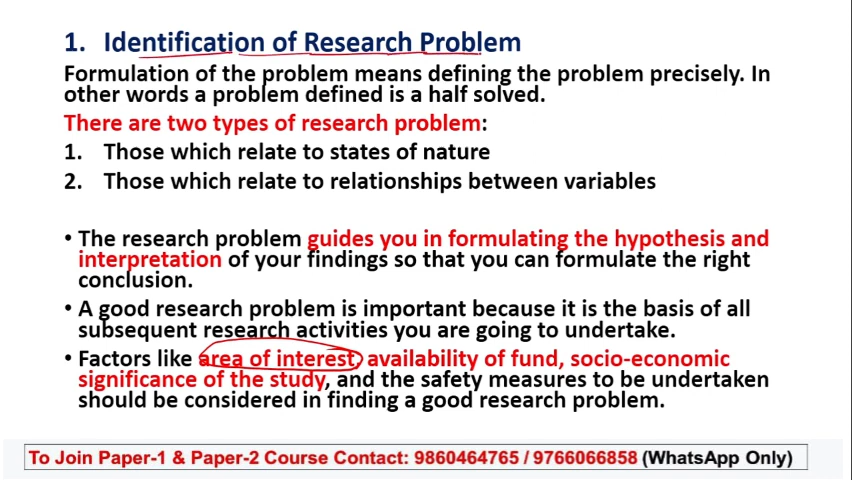 1. Identification of Research Problem
Formulation of the problem means defining the problem precisely. In
other words a problem defined is a half solved.
There are two types of research problem:
1. Those which relate to states of nature
2. Those which relate to relationships between variables
• The research problem guides you in formulating the hypothesis and
interpretation of your findings so that you can formulate the right
conclusion.
• A good research problem is important because it is the basis of all
subsequent research activities you are going to undertake.
• Factors like area of interest, availability of fund, socio-economic
significance of the study, and the safety measures to be undertaken
should be considered in finding a good research problem.
To Join Paper-1 & Paper-2 Course Contact: 9860464765 / 9766066858 (WhatsApp Only)